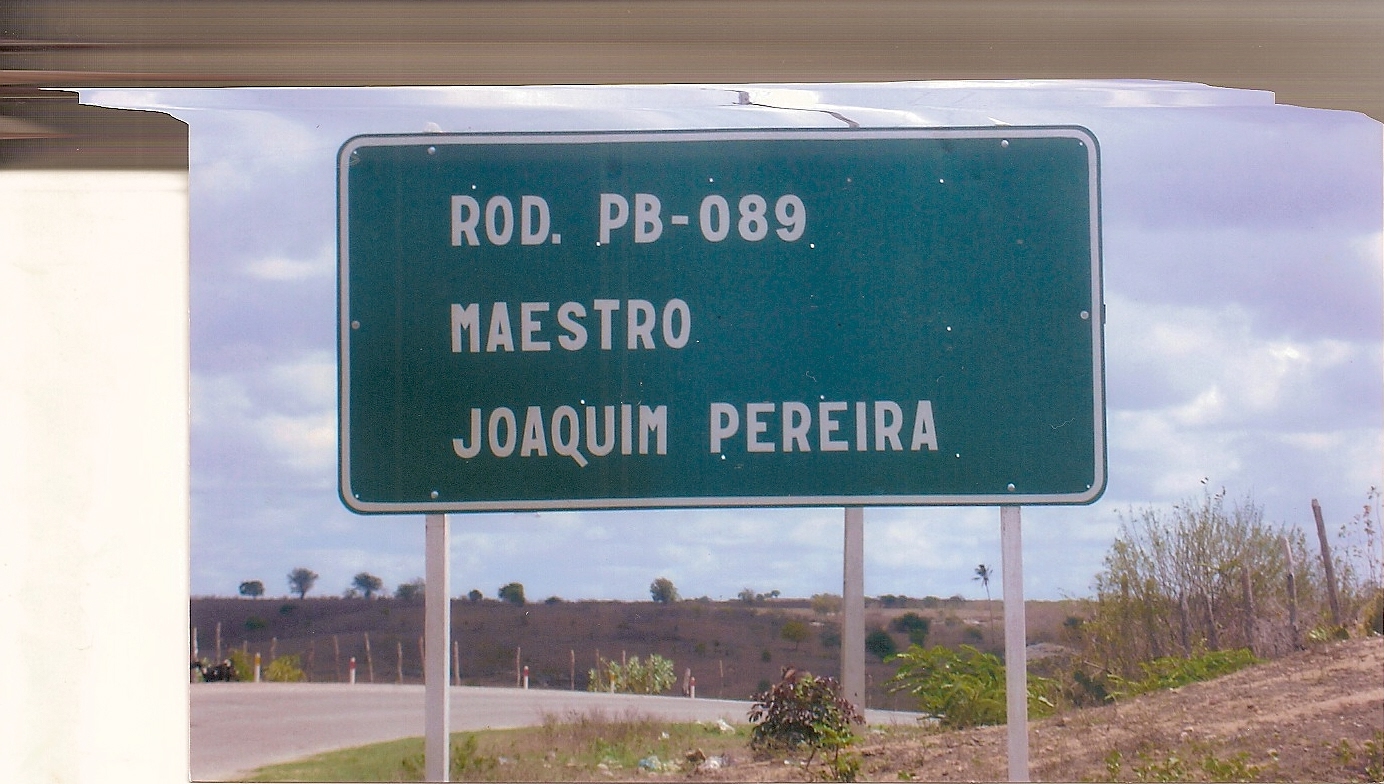 ROD. PB-089
MAESTRO
JOAQUIM PEREIRA